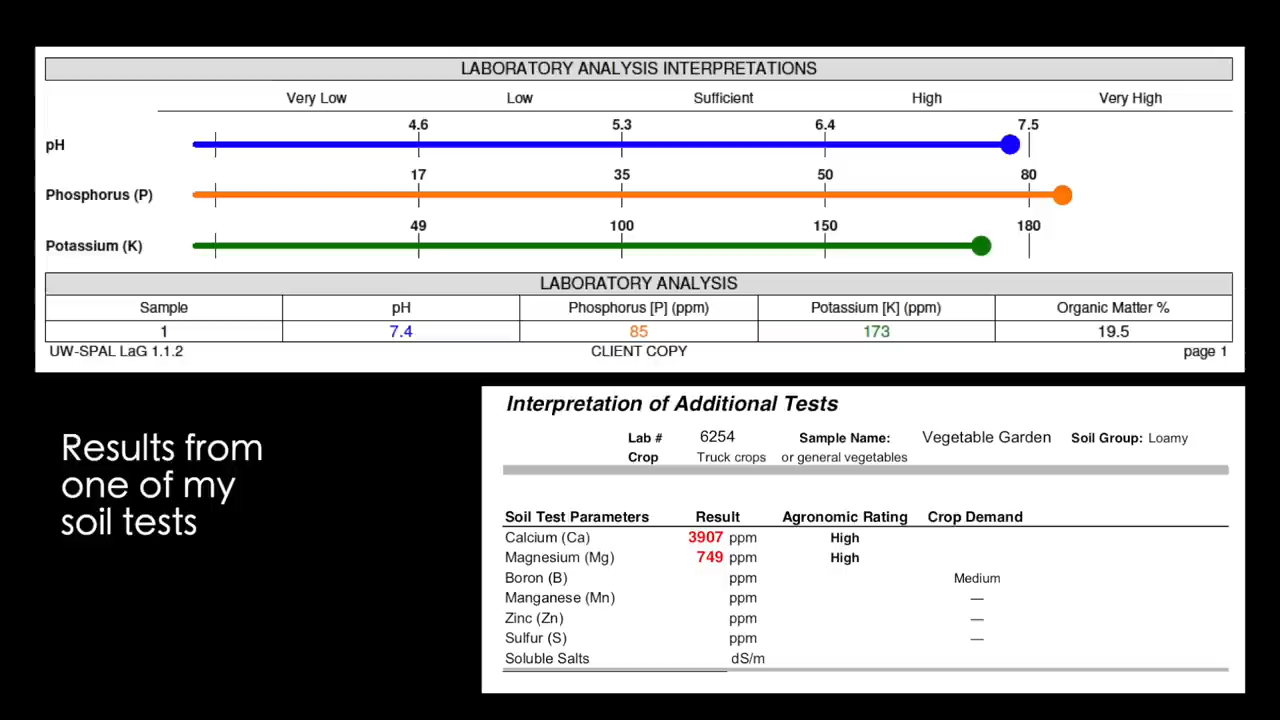 LABORATORY ANALYSIS INTERPRETATIONS
Very Low Low Sufficient High Very High
4.6 5.3 6.4 7.5
pH
17 35 50 80
Phosphorus (P)
49 100 150 180
Potassium (K)
LABORATORY ANALYSIS
Sample pH Phosphorus [P] (ppm) Potassium [K] (ppm) Organic Matter %
1 7.4 85 173 19.5
UW-SPAL LaG 1.1.2 CLIENT COPY page 1
Results from
one of my
soil tests
Interpretation of Additional Tests
Lab # 6254 Sample Name: Vegetable Garden Soil Group: Loamy
Crop Truck crops or general vegetables
Soil Test Parameters Result Agronomic Rating Crop Demand
Calcium (Ca) 3907 ppm High
Magnesium (Mg) 749 ppm High
Boron (B) ppm Medium
Manganese (Mn) ppm —
Zinc (Zn) ppm —
Sulfur (S) ppm —
Soluble Salts dS/m